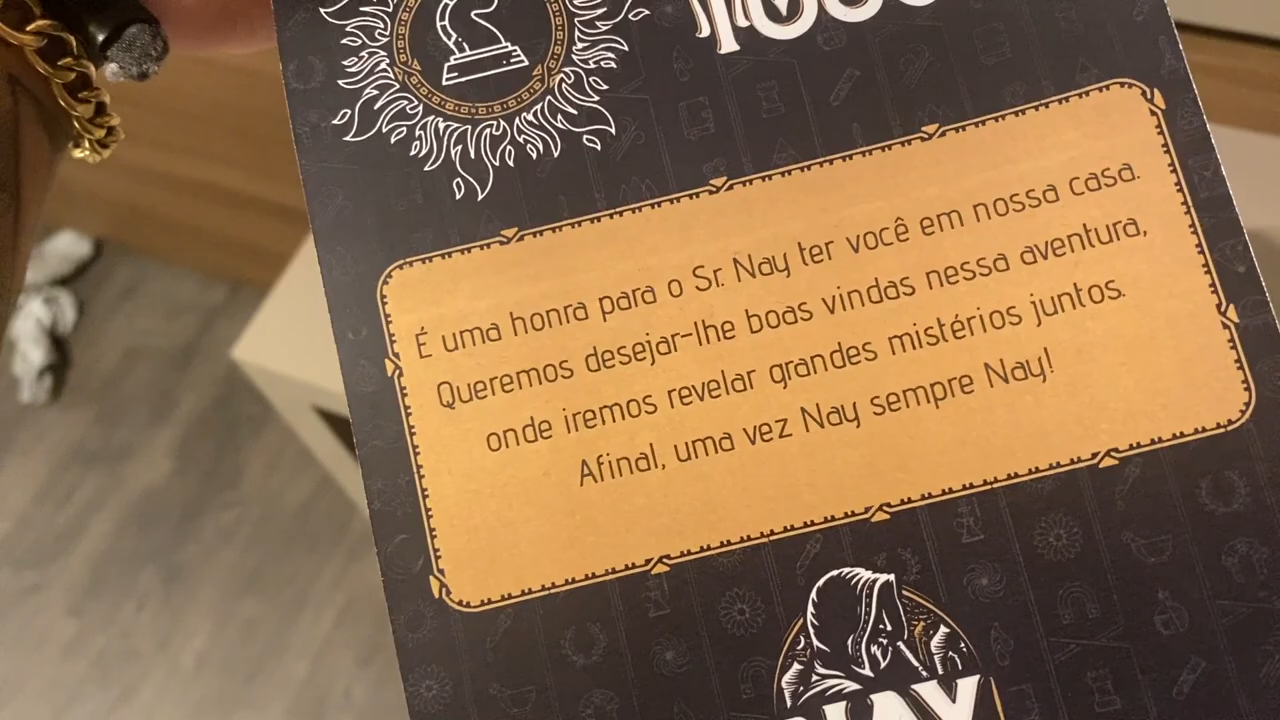 É uma honra para o Sr. Nay ter você em nossa casa.
Queremos desejar-lhe boas vindas nessa aventura,
onde iremos revelar grandes mistérios juntos.
Afinal, uma vez Nay sempre Nay!
NAY